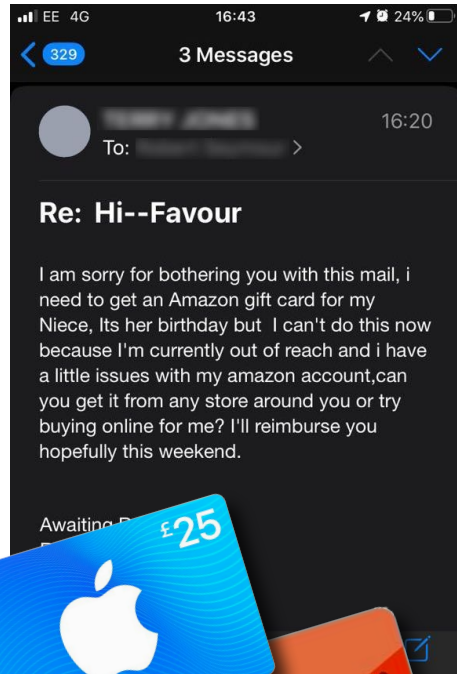 EE 4G 16:43 24%
329 3 Messages
16:20
To:
Re: Hi--Favour
I am sorry for bothering you with this mail, i
need to get an Amazon gift card for my
Niece, Its her birthday but I can't do this now
because I'm currently out of reach and i have
a little issues with my amazon account,can
you get it from any store around you or try
buying online for me? I'll reimburse you
hopefully this weekend.
Awaiting
£25